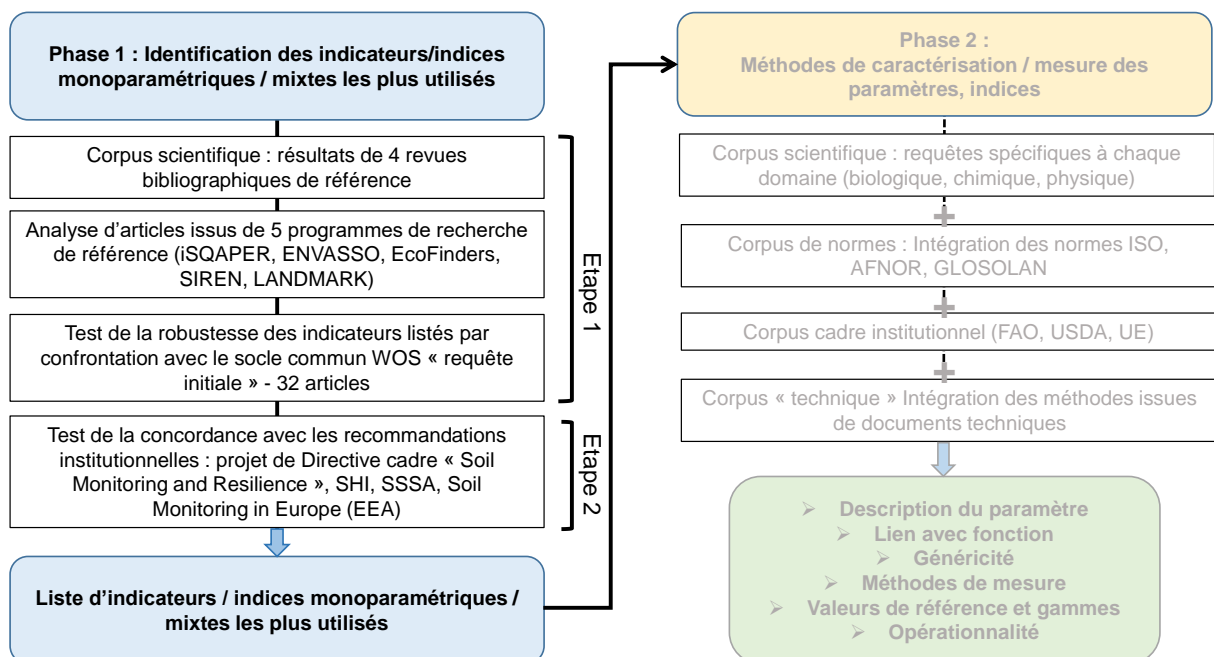 Phase 1 : Identification des indicateurs/indices
monoparamétriques / mixtes les plus utilisés
Corpus scientifique : résultats de 4 revues
bibliographiques de référence
Analyse d’articles issus de 5 programmes de recherche
de référence (iSQAPER, ENVASSO, EcoFinders,
SIREN, LANDMARK)
Test de la robustesse des indicateurs listés par
confrontation avec le socle commun WOS « requête
initiale » - 32 articles
Etape 1
Test de la concordance avec les recommandations
institutionnelles : projet de Directive cadre « Soil
Monitoring and Resilience », SHI, SSSA, Soil
Monitoring in Europe (EEA)
Etape 2
Liste d’indicateurs / indices monoparamétriques /
mixtes les plus utilisés
Phase 2 :
Méthodes de caractérisation / mesure des
paramètres, indices
Corpus scientifique : requêtes spécifiques à chaque
domaine (biologique, chimique, physique)
+
Corpus de normes : Intégration des normes ISO,
AFNOR, GLOSOLAN
+
Corpus cadre institutionnel (FAO, USDA, UE)
+
Corpus « technique » Intégration des méthodes issues
de documents techniques
➢ Description du paramètre
➢ Lien avec fonction
➢ Généricité
➢ Méthodes de mesure
➢ Valeurs de référence et gammes
➢ Opérationnalité